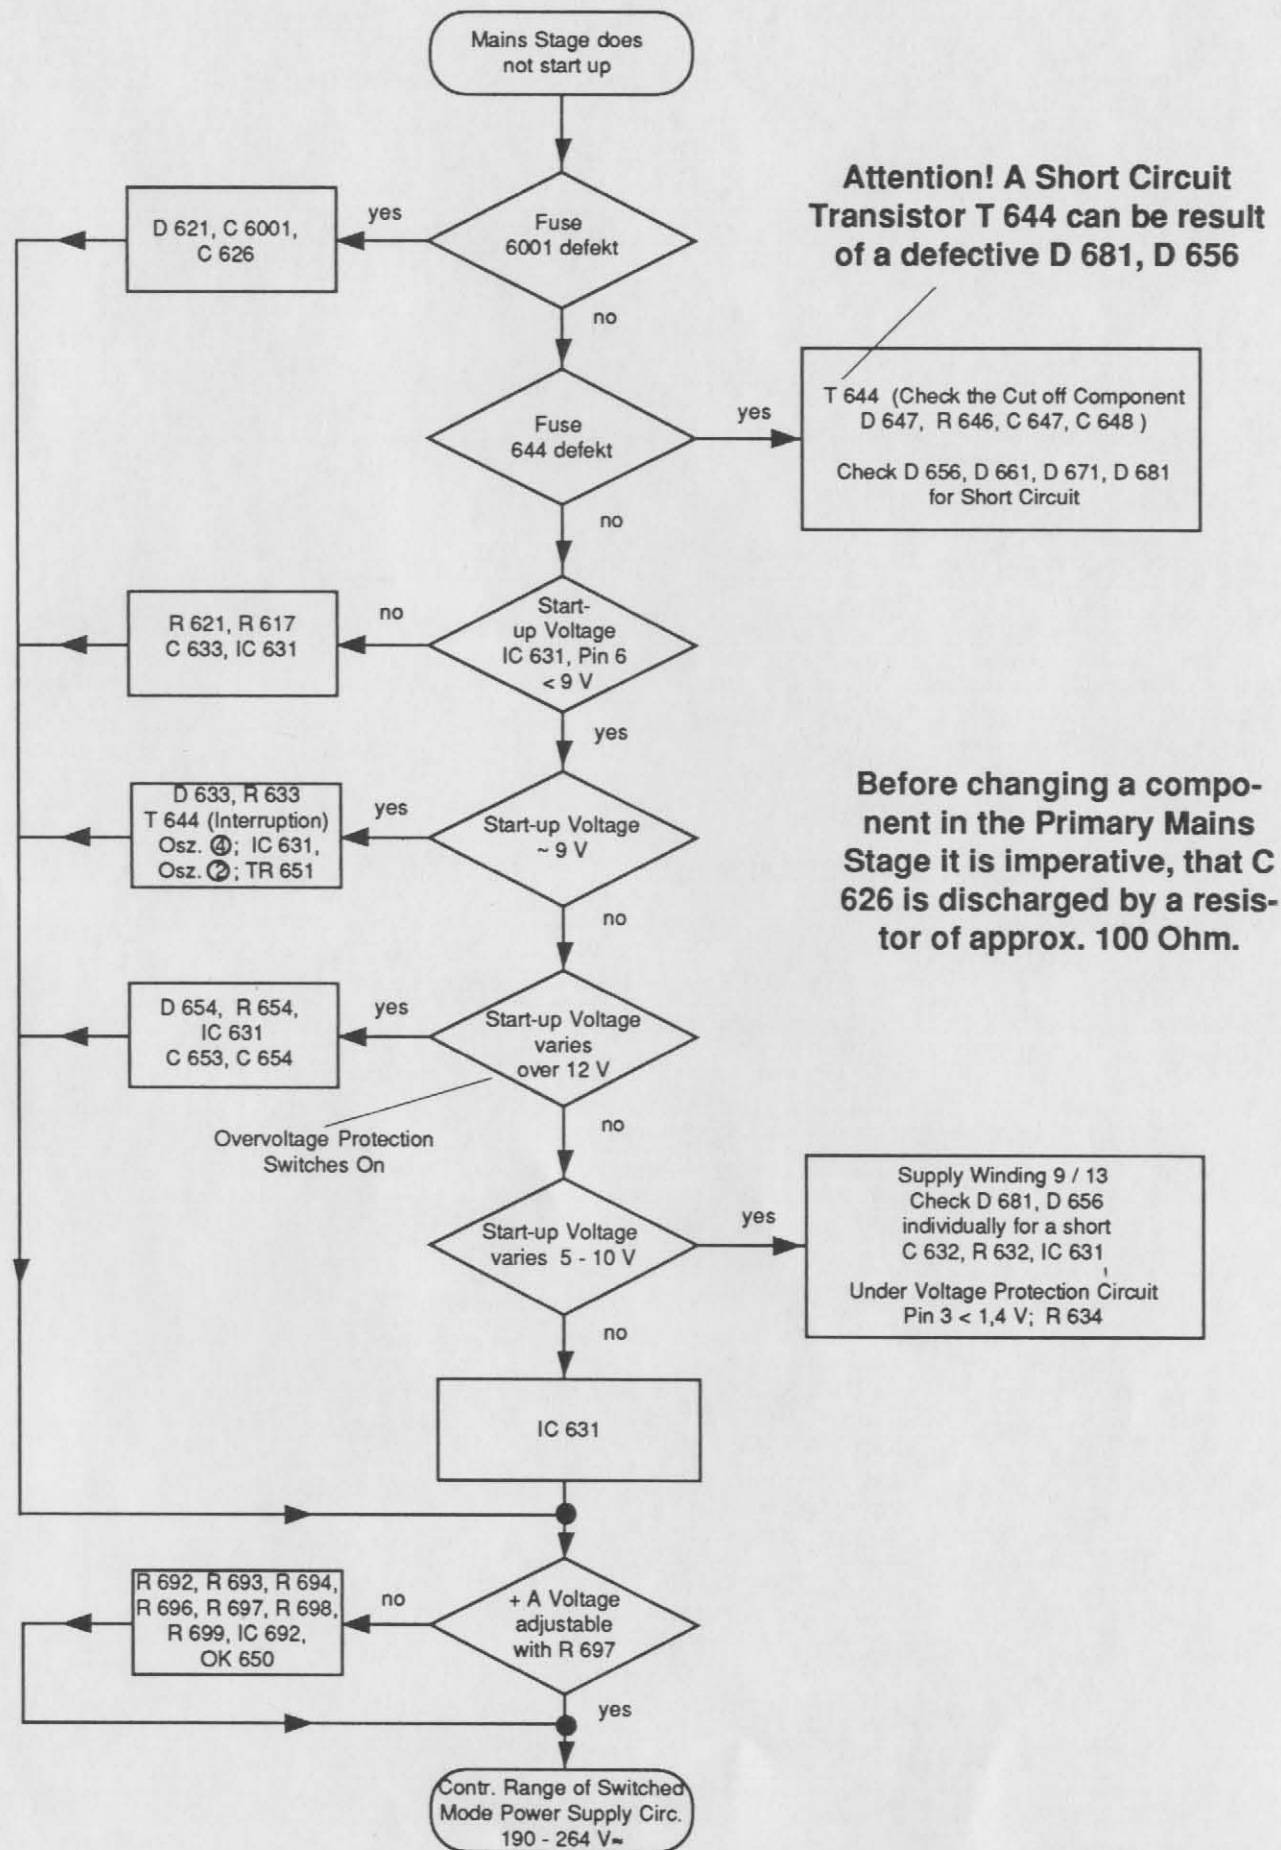 Mains Stage does
not start up
Attention! A Short Circuit
Transistor T 644 can be result
of a defective D 681, D 656
D 621, C 6001,
C 626
yes
Fuse
6001 defekt
no
Fuse
644 defekt
yes
T 644 (Check the Cut off Component
D 647, R 646, C 647, C 648 )
Check D 656, D 661, D 671, D 681
for Short Circuit
no
R 621, R 617
C 633, IC 631
no
Start-
up Voltage
IC 631, Pin 6
< 9 V
yes
D 633, R 633
T 644 (Interruption)
Osz. ④; IC 631,
Osz. ②; TR 651
yes
Start-up Voltage
~ 9 V
Before changing a compo-
nent in the Primary Mains
Stage it is imperative, that C
626 is discharged by a resis-
tor of approx. 100 Ohm.
no
D 654, R 654,
IC 631
C 653, C 654
yes
Start-up Voltage
varies
over 12 V
Overvoltage Protection
Switches On
no
Start-up Voltage
varies 5 - 10 V
yes
Supply Winding 9 / 13
Check D 681, D 656
individually for a short
C 632, R 632, IC 631
Under Voltage Protection Circuit
Pin 3 < 1,4 V; R 634
no
IC 631
R 692, R 693, R 694,
R 696, R 697, R 698,
R 699, IC 692,
OK 650
no
+ A Voltage
adjustable
with R 697
yes
Contr. Range of Switched
Mode Power Supply Circ.
190 - 264 V≂